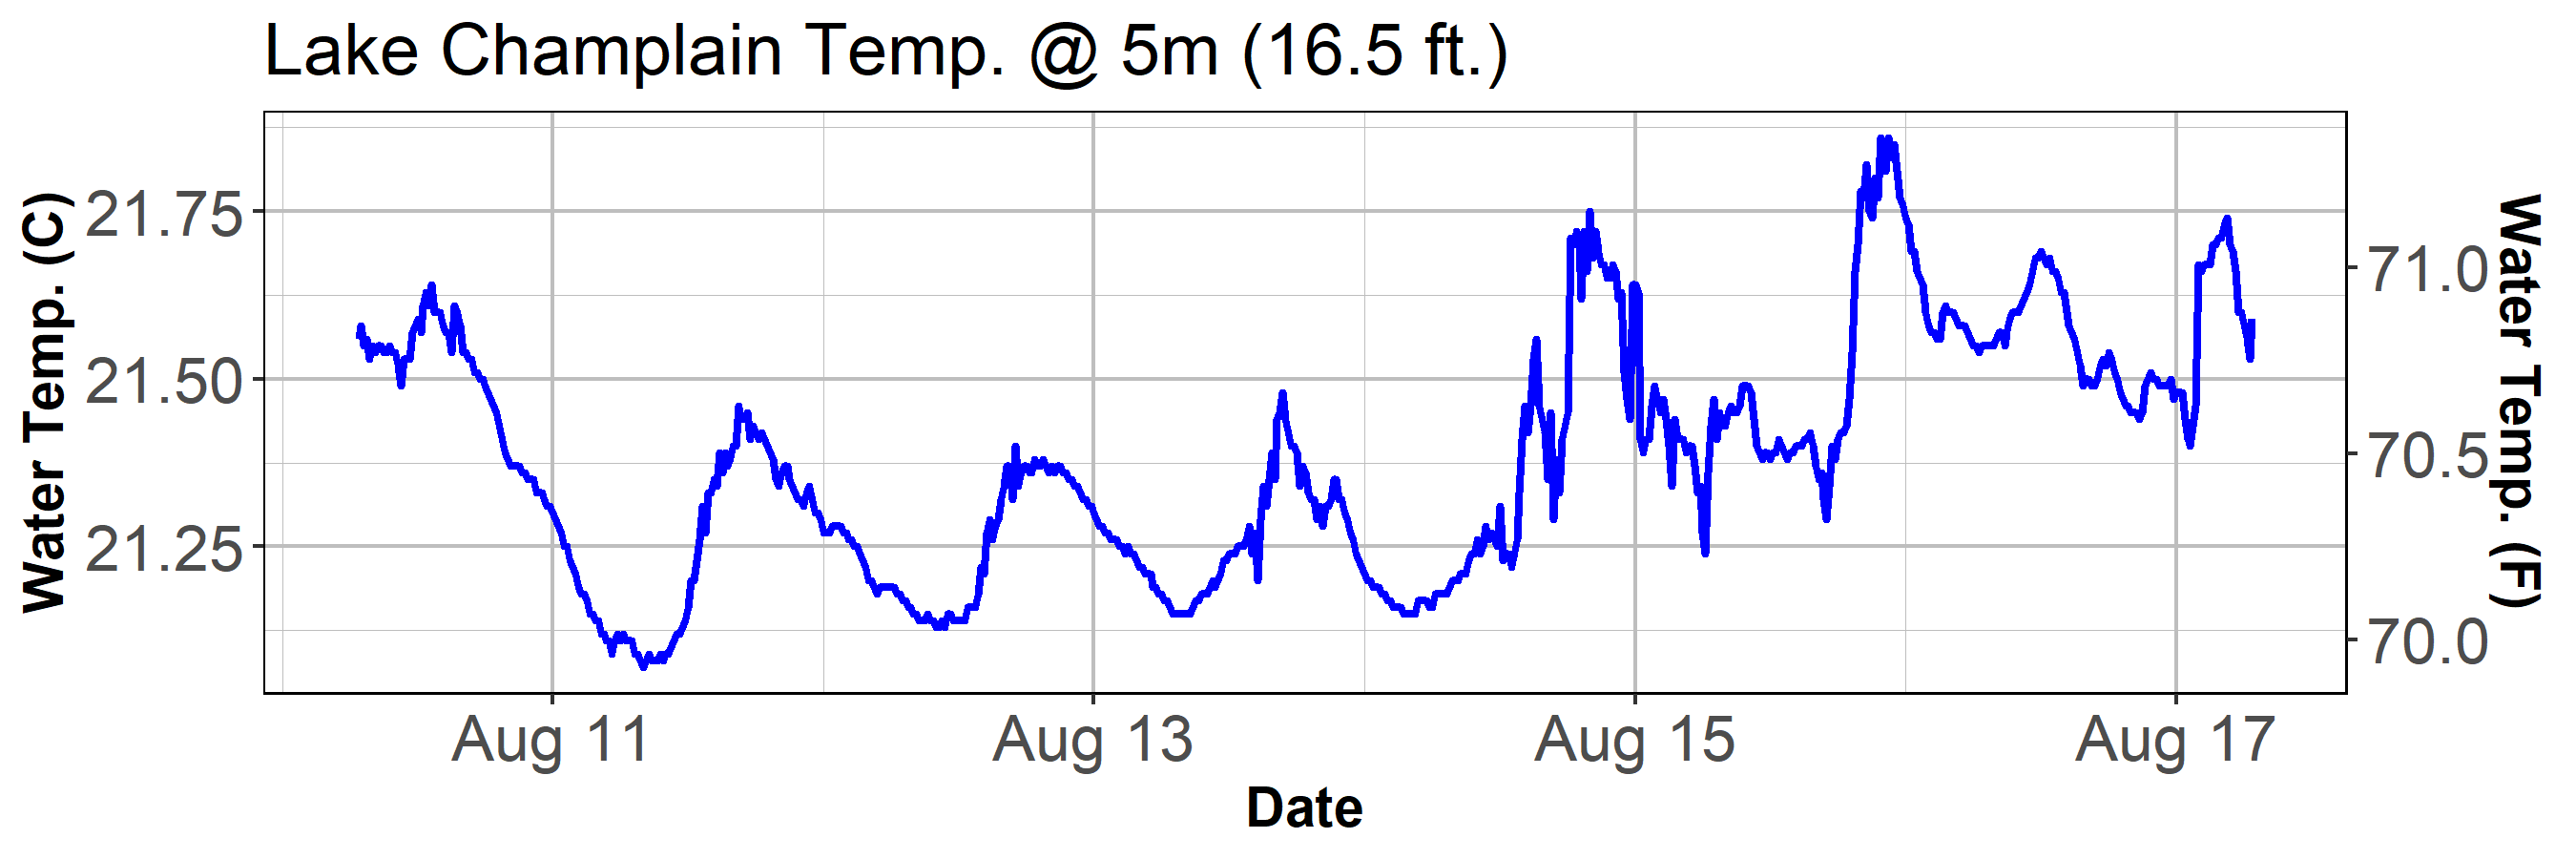 Lake Champlain Temp. @ 5m (16.5 ft.)
Water Temp. (C)
21.75
21.50
21.25
71.0
70.5
70.0
Water Temp. (F)
Aug 11
Aug 13
Aug 15
Aug 17
Date